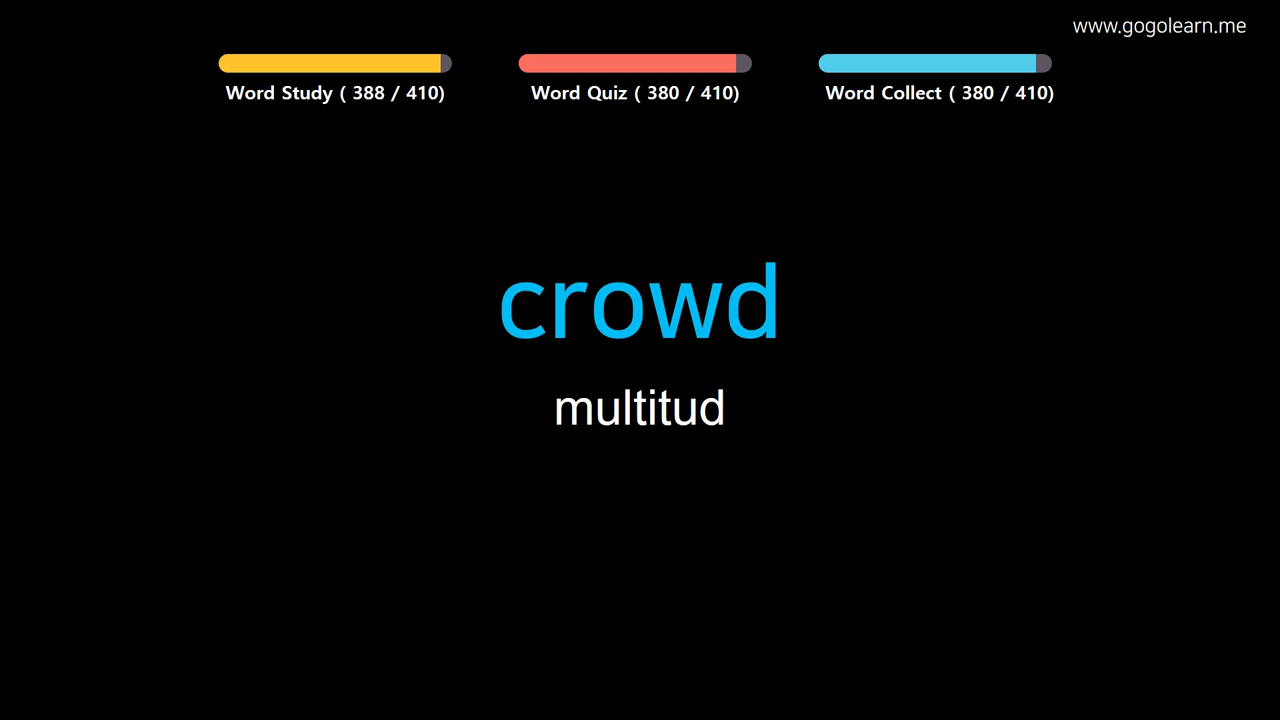 www.gogolearn.me
Word Study ( 388 / 410)
Word Quiz ( 380 / 410)
Word Collect ( 380 / 410)
crowd
multitud